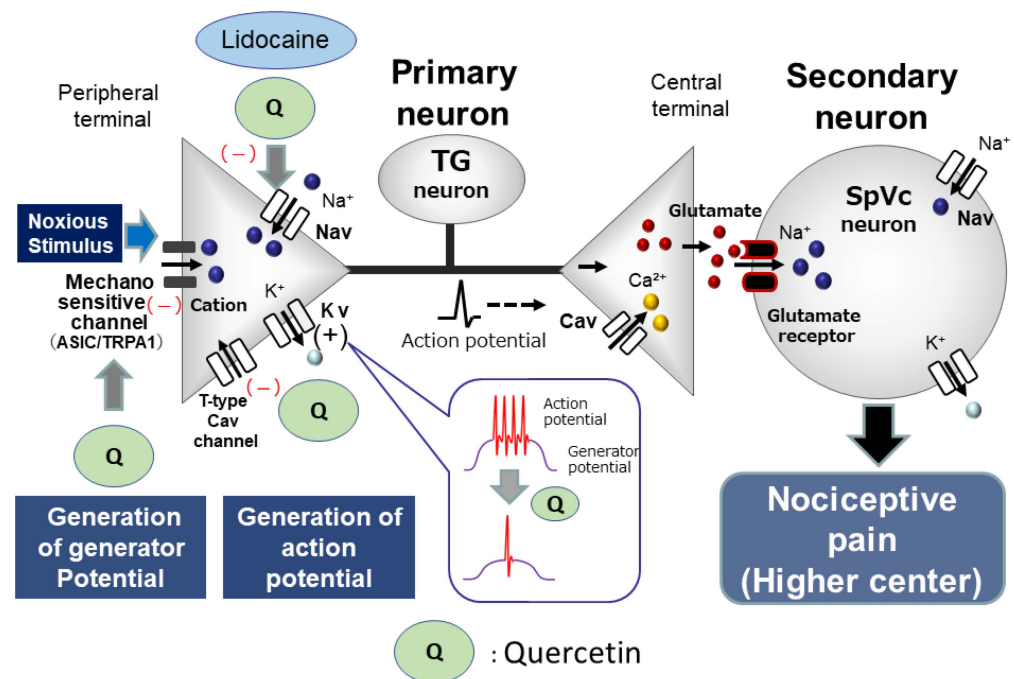 Lidocaine
Q
(−)
Peripheral
terminal
Primary
neuron
TG
neuron
Central
terminal
Secondary
neuron
SpVc
neuron
Noxious
Stimulus
Na⁺
Nav
Mechano
sensitive
channel
(−)
(ASIC/TRPA1)
Cation
K⁺
Kv
(+)
T-type
Cav
channel
(−)
Q
Q
Action potential
Cav
Ca²⁺
Glutamate
Na⁺
Glutamate
receptor
Na⁺
Nav
K⁺
Action
potential
Generator
potential
Q
Generation
of generator
Potential
Generation of
action
potential
Nociceptive
pain
(Higher center)
Q
: Quercetin